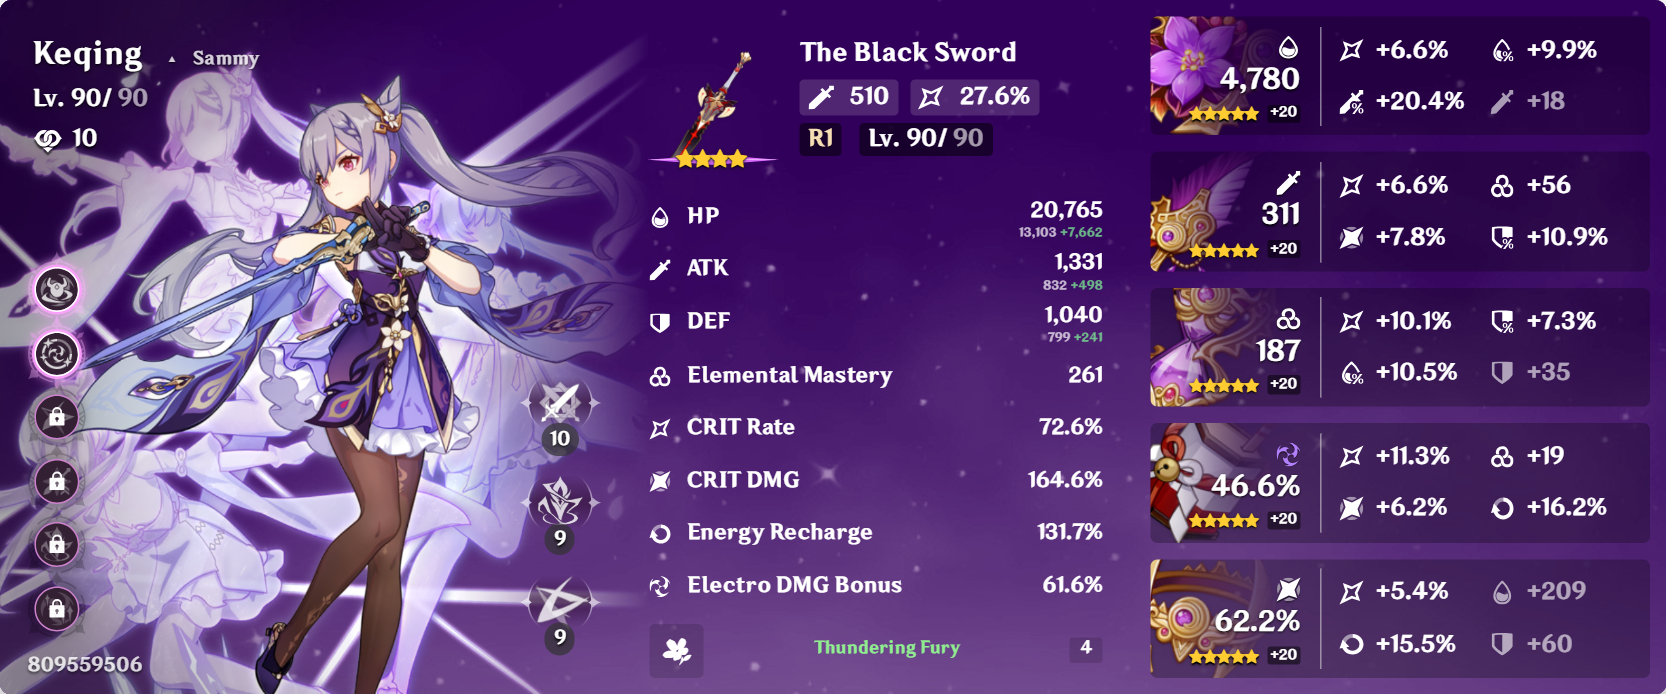 Keqing ▲ Sammy
Lv. 90/ 90
10
10
9
9
809559506
The Black Sword
510 27.6%
R1 Lv. 90/ 90
HP 20,765
13,103 +7,662
ATK 1,331
832 +498
DEF 1,040
799 +241
Elemental Mastery 261
CRIT Rate 72.6%
CRIT DMG 164.6%
Energy Recharge 131.7%
Electro DMG Bonus 61.6%
Thundering Fury 4
4,780
+20
+6.6% +9.9%
+20.4% +18
311
+20
+6.6% +56
+7.8% +10.9%
187
+20
+10.1% +7.3%
+10.5% +35
46.6%
+20
+11.3% +19
+6.2% +16.2%
62.2%
+20
+5.4% +209
+15.5% +60